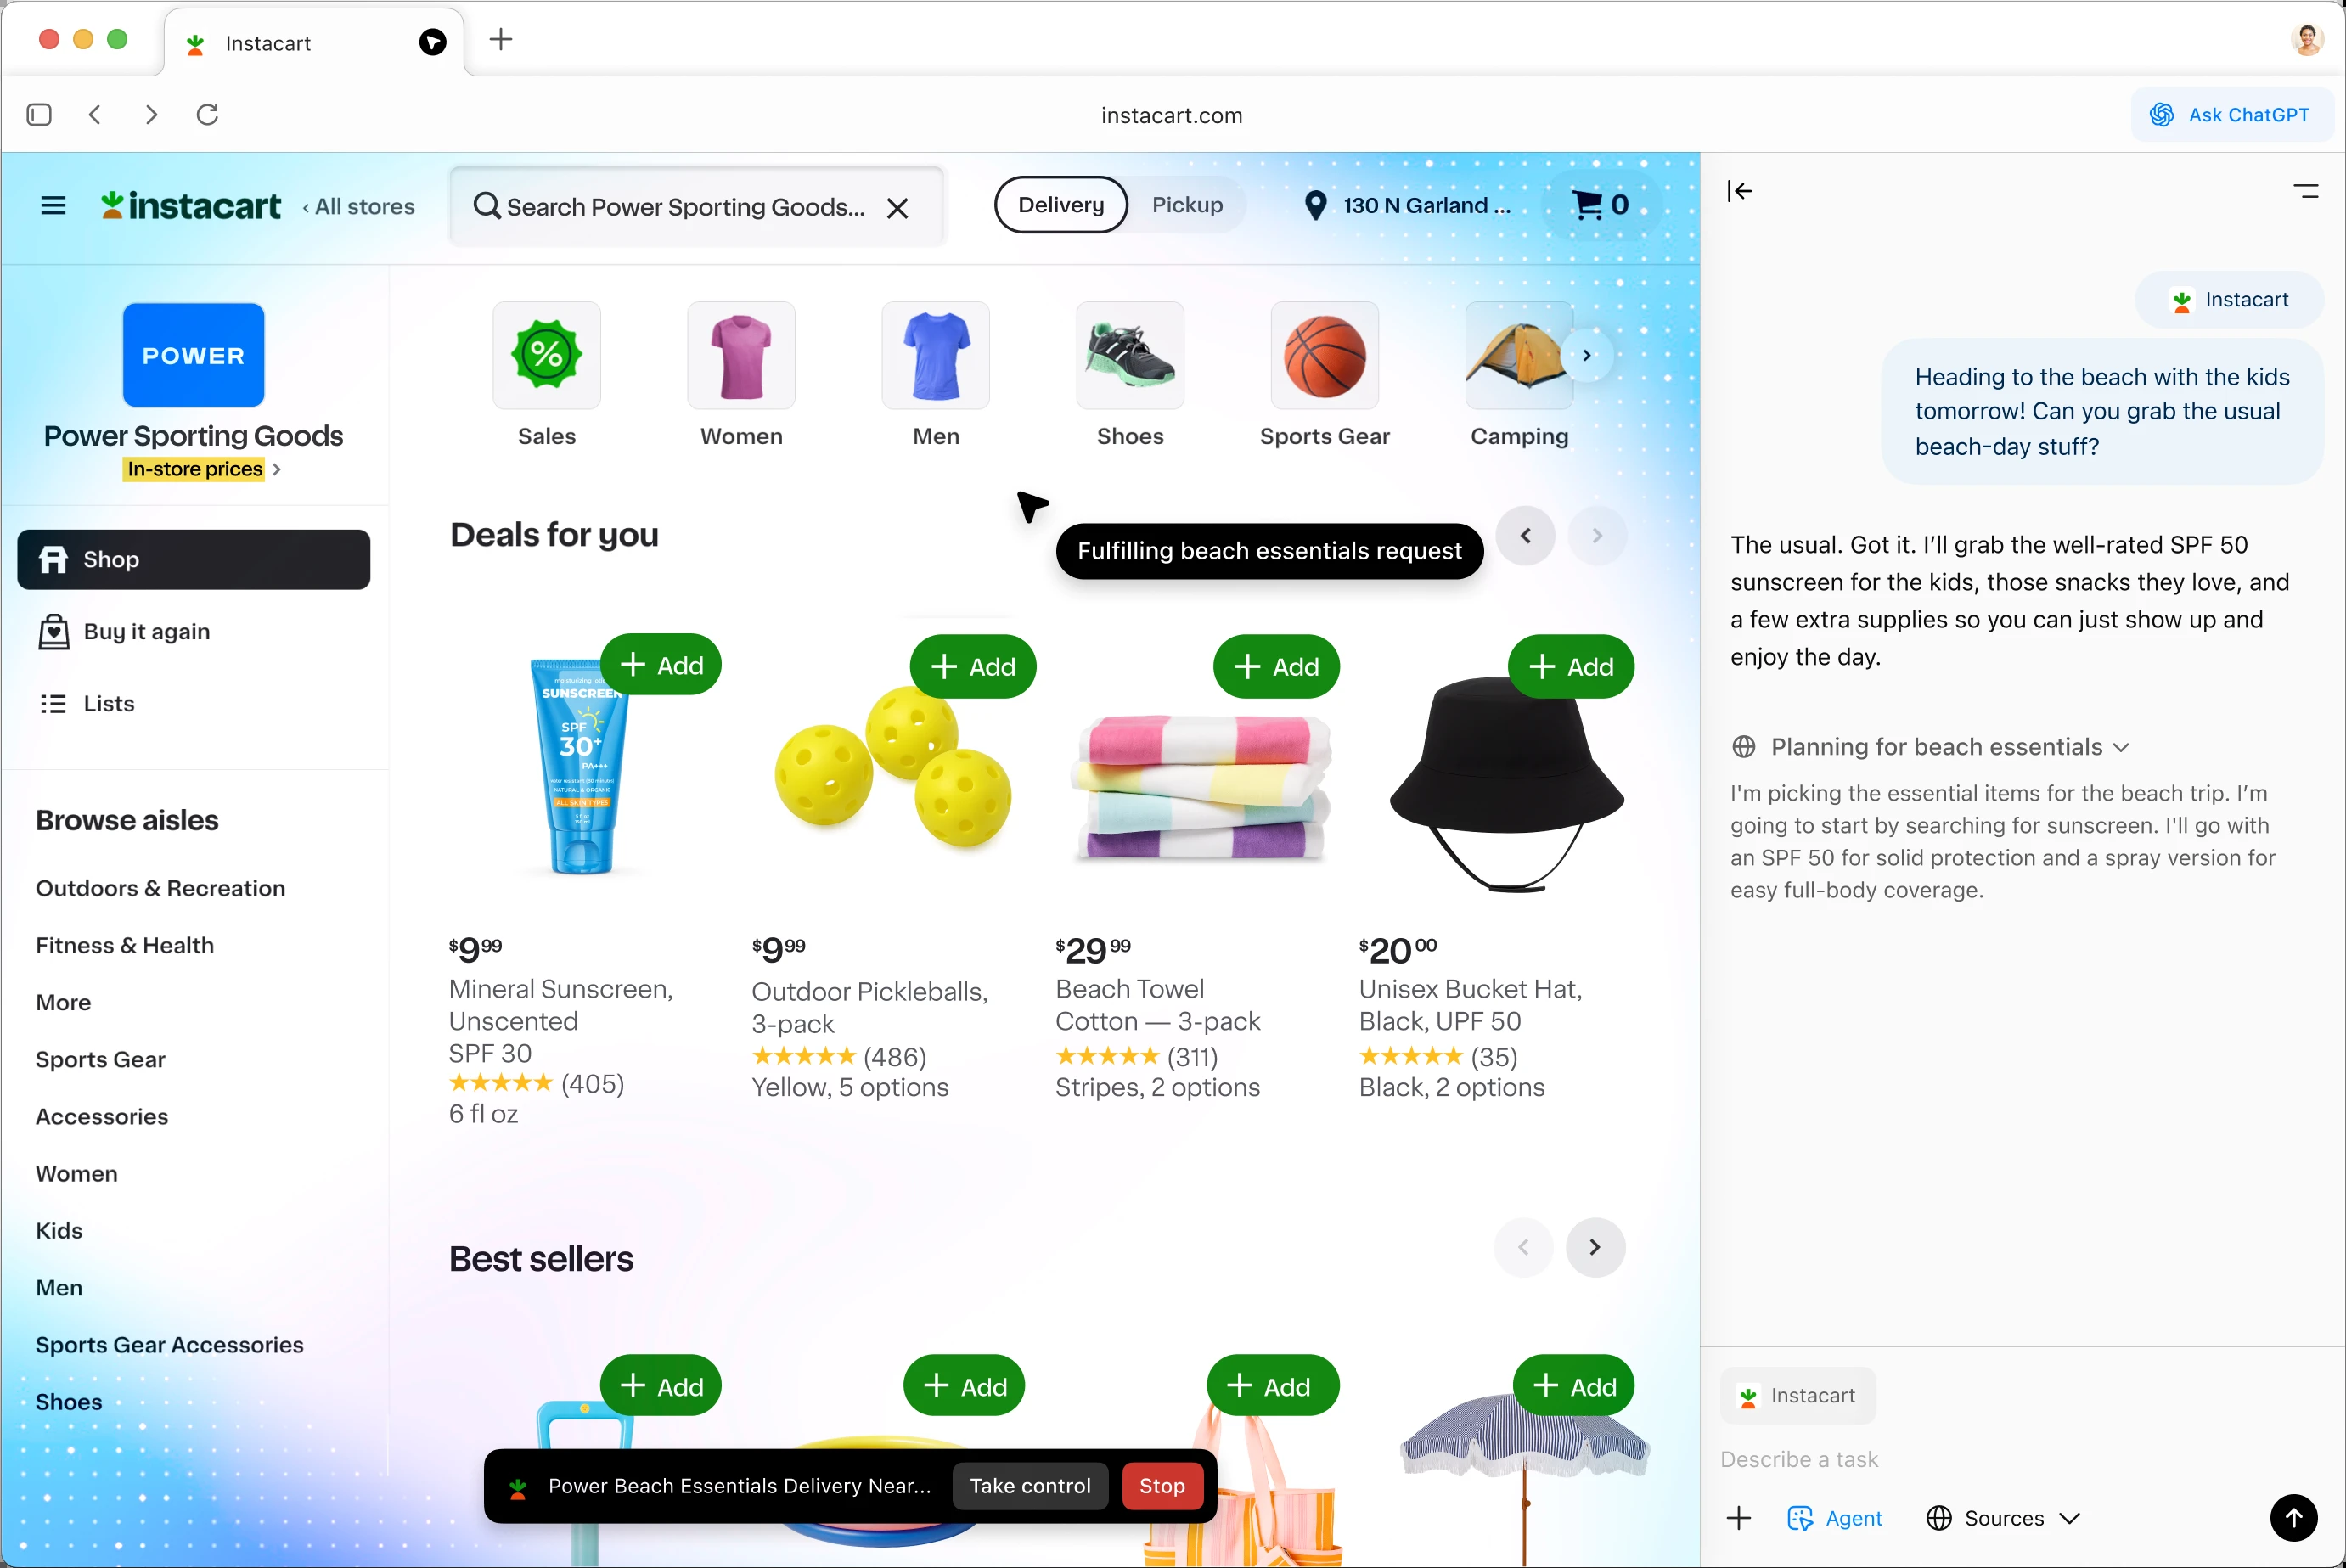 Instacart
instacart.com
Ask ChatGPT
instacart
All stores
Search Power Sporting Goods...
Delivery
Pickup
130 N Garland ...
0
POWER
Power Sporting Goods
In-store prices
Shop
Buy it again
Lists
Browse aisles
Outdoors & Recreation
Fitness & Health
More
Sports Gear
Accessories
Women
Kids
Men
Sports Gear Accessories
Shoes
%
Sales
Women
Men
Shoes
Sports Gear
Camping
Deals for you
Fulfilling beach essentials request
Add
Add
Add
Add
moisturizing
SUNSCREEN
SPF
30+
PA+++
NATURAL & ORGANIC
ALL SKIN TYPES
$9.99
Mineral Sunscreen,
Unscented
SPF 30
★★★★★ (405)
6 fl oz
$9.99
Outdoor Pickleballs,
3-pack
★★★★★ (486)
Yellow, 5 options
$29.99
Beach Towel
Cotton — 3-pack
★★★★★ (311)
Stripes, 2 options
$20.00
Unisex Bucket Hat,
Black, UPF 50
★★★★★ (35)
Black, 2 options
Best sellers
Add
Add
Add
Add
Power Beach Essentials Delivery Near...
Take control
Stop
Instacart
Heading to the beach with the kids
tomorrow! Can you grab the usual
beach-day stuff?
The usual. Got it. I’ll grab the well-rated SPF 50
sunscreen for the kids, those snacks they love, and
a few extra supplies so you can just show up and
enjoy the day.
Planning for beach essentials
I'm picking the essential items for the beach trip. I’m
going to start by searching for sunscreen. I'll go with
an SPF 50 for solid protection and a spray version for
easy full-body coverage.
Instacart
Describe a task
Agent
Sources